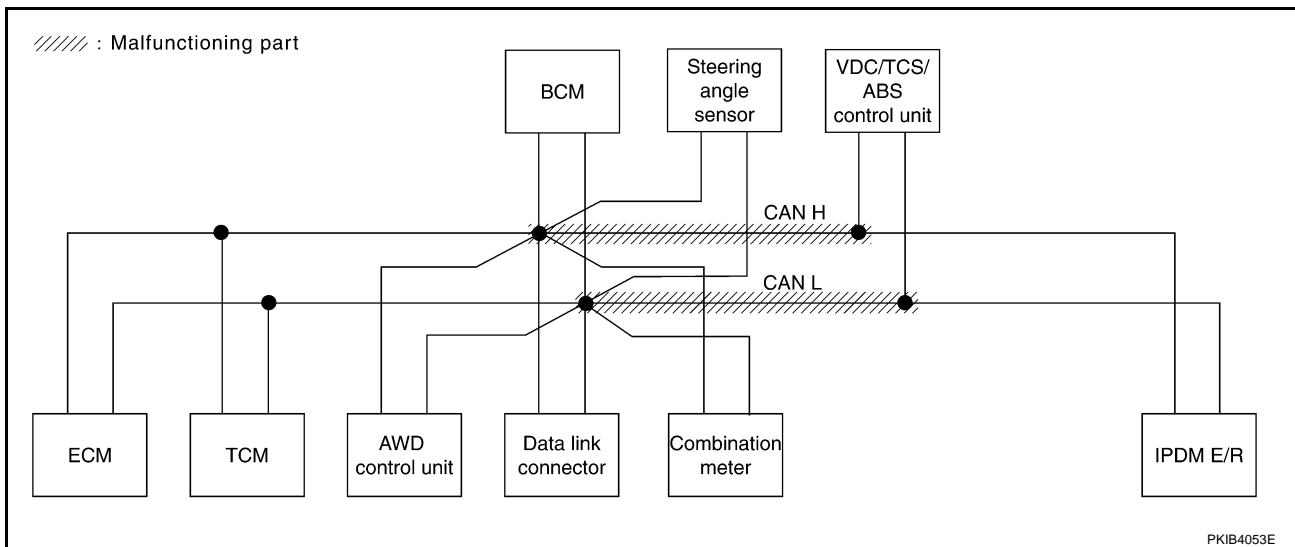 : Malfunctioning part
BCM
Steering
angle
sensor
VDC/TCS/
ABS
control unit
CAN H
CAN L
ECM
TCM
AWD
control unit
Data link
connector
Combination
meter
IPDM E/R
PKIB4053E